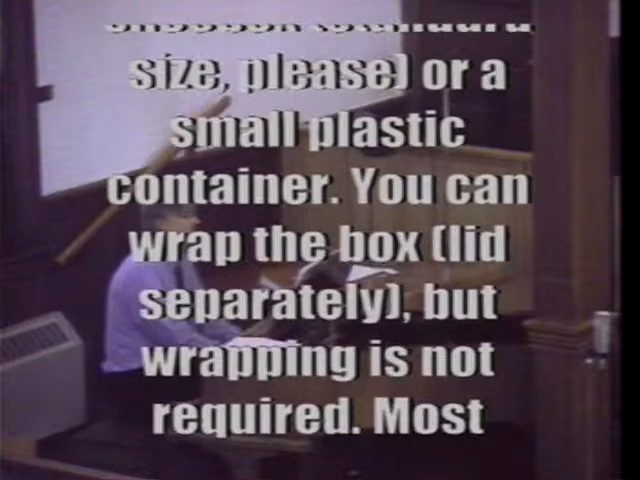 size, please) or a
small plastic
container. You can
wrap the box (lid
separately), but
wrapping is not
required. Most